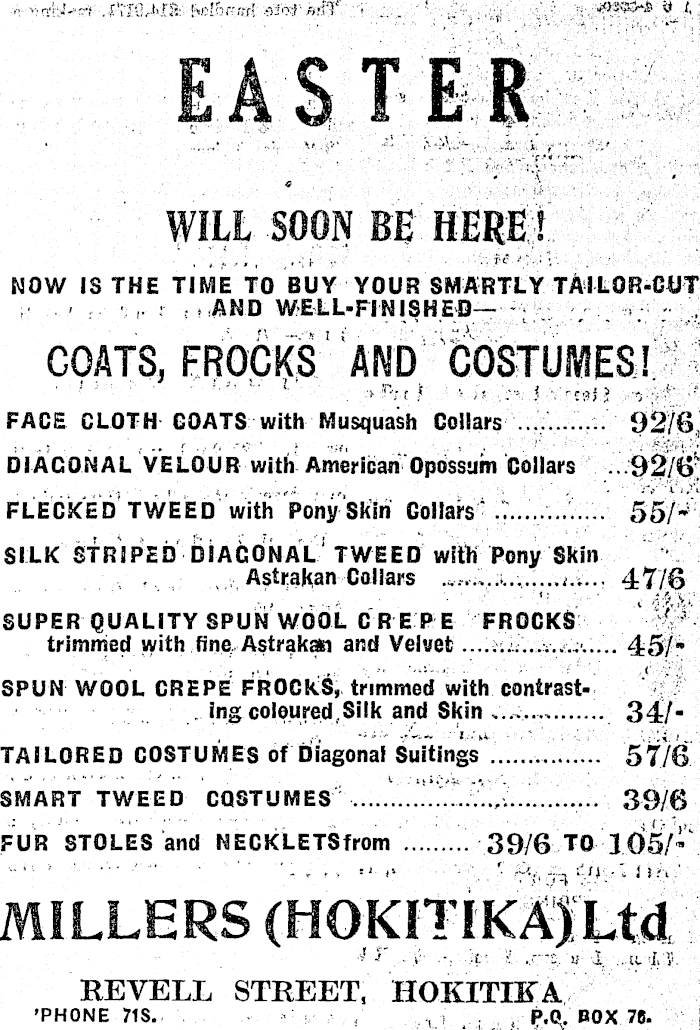 EASTER
WILL SOON BE HERE!
NOW IS THE TIME TO BUY YOUR SMARTLY TAILOR-CUT
AND WELL-FINISHED—
COATS, FROCKS AND COSTUMES!
FACE CLOTH COATS with Musquash Collars ............ 92/6
DIAGONAL VELOUR with American Opossum Collars ... 92/6
FLECKED TWEED with Pony Skin Collars ............... 55/-
SILK STRIPED DIAGONAL TWEED with Pony Skin
Astrakan Collars ...................... 47/6
SUPER QUALITY SPUN WOOL CREPE FROCKS
trimmed with fine Astrakan and Velvet ..................... 45/-
SPUN WOOL CREPE FROCKS, trimmed with contrast-
ing coloured Silk and Skin ............... 34/-
TAILORED COSTUMES of Diagonal Suitings ............... 57/6
SMART TWEED COSTUMES ................................. 39/6
FUR STOLES and NECKLETS from ......... 39/6 TO 105/-
MILLERS (HOKITIKA) Ltd
REVELL STREET, HOKITIKA
'PHONE 71S. P.O. BOX 76.